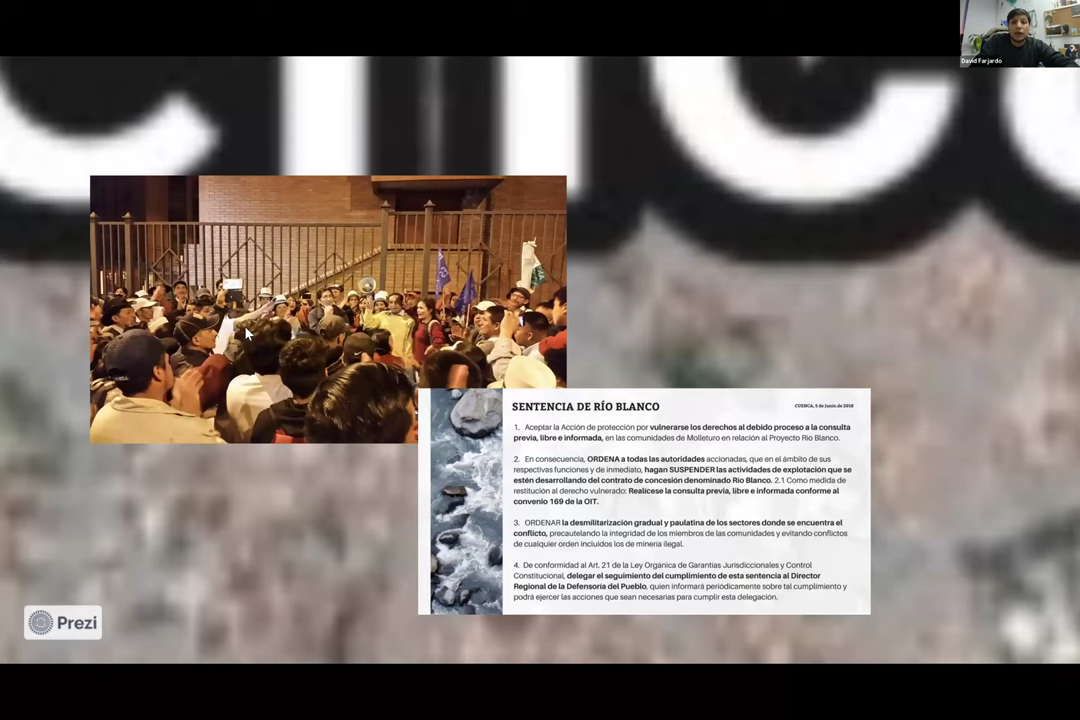 David Farjardo
SENTENCIA DE RÍO BLANCO
CUENCA, 5 de junio de 2018
1. Aceptar la Acción de protección por vulnerarse los derechos al debido proceso a la consulta
previa, libre e informada, en las comunidades de Molleturo en relación al Proyecto Río Blanco.
2. En consecuencia, ORDENA a todas las autoridades accionadas, que en el ámbito de sus
respectivas funciones y de inmediato, hagan SUSPENDER las actividades de explotación que se
estén desarrollando del contrato de concesión denominado Río Blanco. 2.1 Como medida de
restitución al derecho vulnerado: Realícese la consulta previa, libre e informada conforme al
convenio 169 de la OIT.
3. ORDENAR la desmilitarización gradual y paulatina de los sectores donde se encuentra el
conflicto, precautelando la integridad de los miembros de las comunidades y evitando conflictos
de cualquier orden incluidos los de minería ilegal.
4. De conformidad al Art. 21 de la Ley Orgánica de Garantías Jurisdiccionales y Control
Constitucional, delegar el seguimiento del cumplimiento de esta sentencia al Director
Regional de la Defensoría del Pueblo, quien informará periódicamente sobre tal cumplimiento y
podrá ejercer las acciones que sean necesarias para cumplir esta delegación.
Prezi